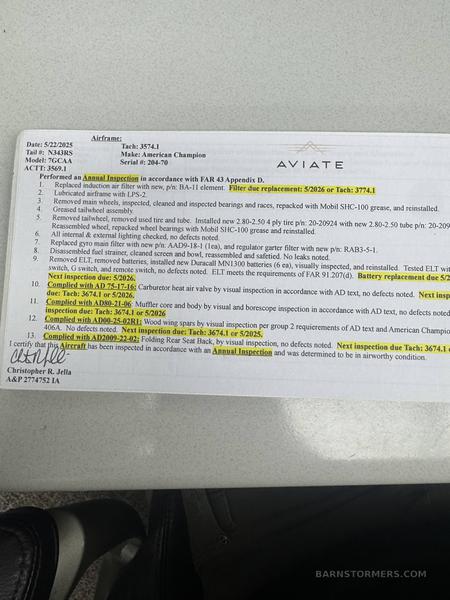 Airframe:
Date: 5/22/2025
Tach: 3574.1
Tail #: N343RS
Make: American Champion
Model: 7GCAA
Serial #: 204-70
ACTT: 3569.1
AVIATE
Performed an Annual Inspection in accordance with FAR 43 Appendix D.
1. Replaced induction air filter with new, p/n: BA-11 element. Filter due replacement: 5/2026 or Tach: 3774.1
2. Lubricated airframe with LPS-2.
3. Removed main wheels, inspected, cleaned and inspected bearings and races, repacked with Mobil SHC-100 grease, and reinstalled.
4. Greased tailwheel assembly.
5. Removed tailwheel, removed used tire and tube. Installed new 2.80-2.50 4 ply tire p/n: 20-20924 with new 2.80-2.50 tube p/n: 20-209
Reassembled wheel, repacked wheel bearings with Mobil SHC-100 grease and reinstalled.
6. All internal & external lighting checked, no defects noted.
7. Replaced gyro main filter with new p/n: AAD9-18-1 (1ea), and regulator garter filter with new p/n: RAB3-5-1.
8. Disassembled fuel strainer, cleaned screen and bowl, reassembled and safetied. No leaks noted.
9. Removed ELT, removed batteries, installed new Duracall MN1300 batteries (6 ea), visually inspected, and reinstalled. Tested ELT wi
switch, G switch, and remote switch, no defects noted. ELT meets the requirements of FAR 91.207(d). Battery replacement due 5/2
Next inspection due: 5/2026.
10. Complied with AD 75-17-16: Carburetor heat air valve by visual inspection in accordance with AD text, no defects noted. Next insp
due: Tach: 3674.1 or 5/2026.
11. Complied with AD80-21-06: Muffler core and body by visual and borescope inspection in accordance with AD text, no defects noted.
inspection due: Tach: 3674.1 or 5/2026
12. Complied with AD00-25-02R1: Wood wing spars by visual inspection per group 2 requirements of AD text and American Champio
406A. No defects noted. Next inspection due: Tach: 3674.1 or 5/2025.
13. Complied with AD2009-22-02: Folding Rear Seat Back, by visual inspection, no defects noted. Next inspection due Tach: 3674.1
I certify that this Aircraft has been inspected in accordance with an Annual Inspection and was determined to be in airworthy condition.
Christopher R. Jella
A&P 2774752 IA
BARNSTORMERS.COM